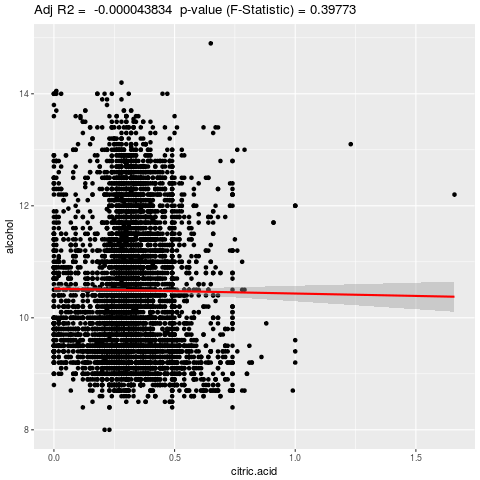 Adj R2 = -0.000043834 p-value (F-Statistic) = 0.39773
14
12
10
8
alcohol
0.0 0.5 1.0 1.5
citric.acid